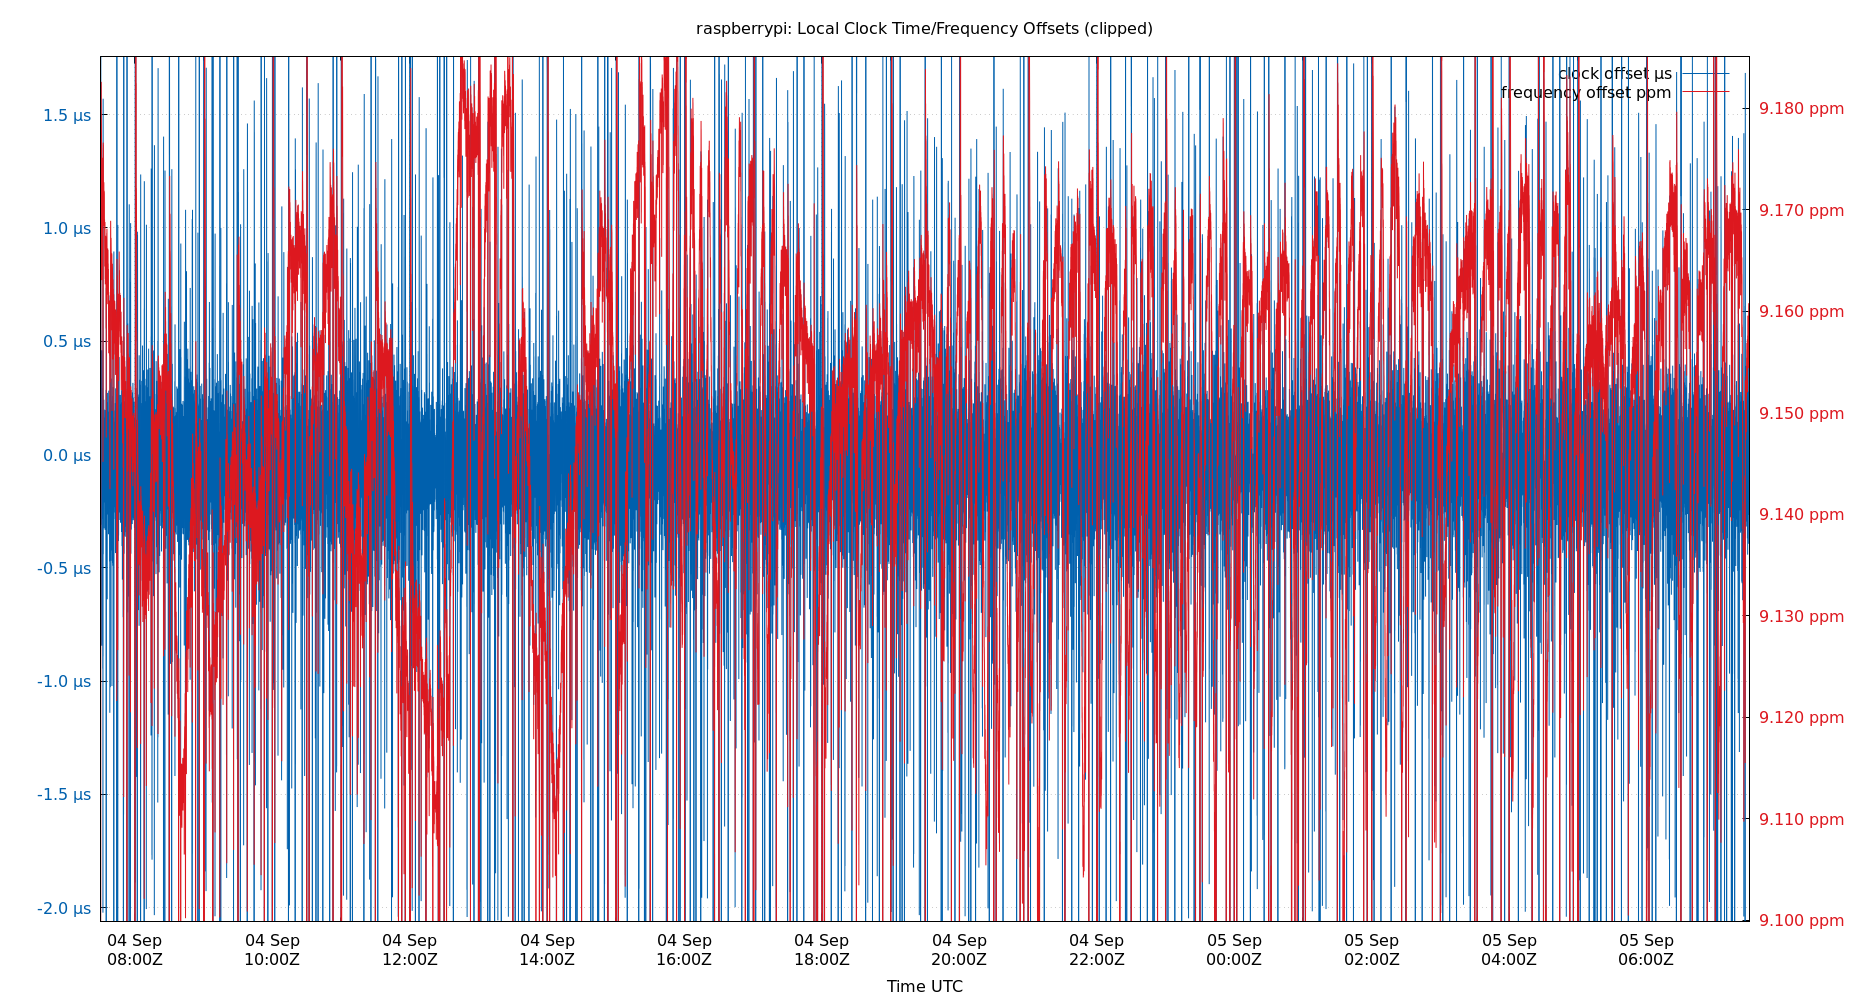 raspberrypi: Local Clock Time/Frequency Offsets (clipped)
clock offset µs
frequency offset ppm
1.5 µs
1.0 µs
0.5 µs
0.0 µs
-0.5 µs
-1.0 µs
-1.5 µs
-2.0 µs
9.180 ppm
9.170 ppm
9.160 ppm
9.150 ppm
9.140 ppm
9.130 ppm
9.120 ppm
9.110 ppm
9.100 ppm
04 Sep 04 Sep 04 Sep 04 Sep 04 Sep 04 Sep 04 Sep 04 Sep 05 Sep 05 Sep 05 Sep 05 Sep
08:00Z 10:00Z 12:00Z 14:00Z 16:00Z 18:00Z 20:00Z 22:00Z 00:00Z 02:00Z 04:00Z 06:00Z
Time UTC